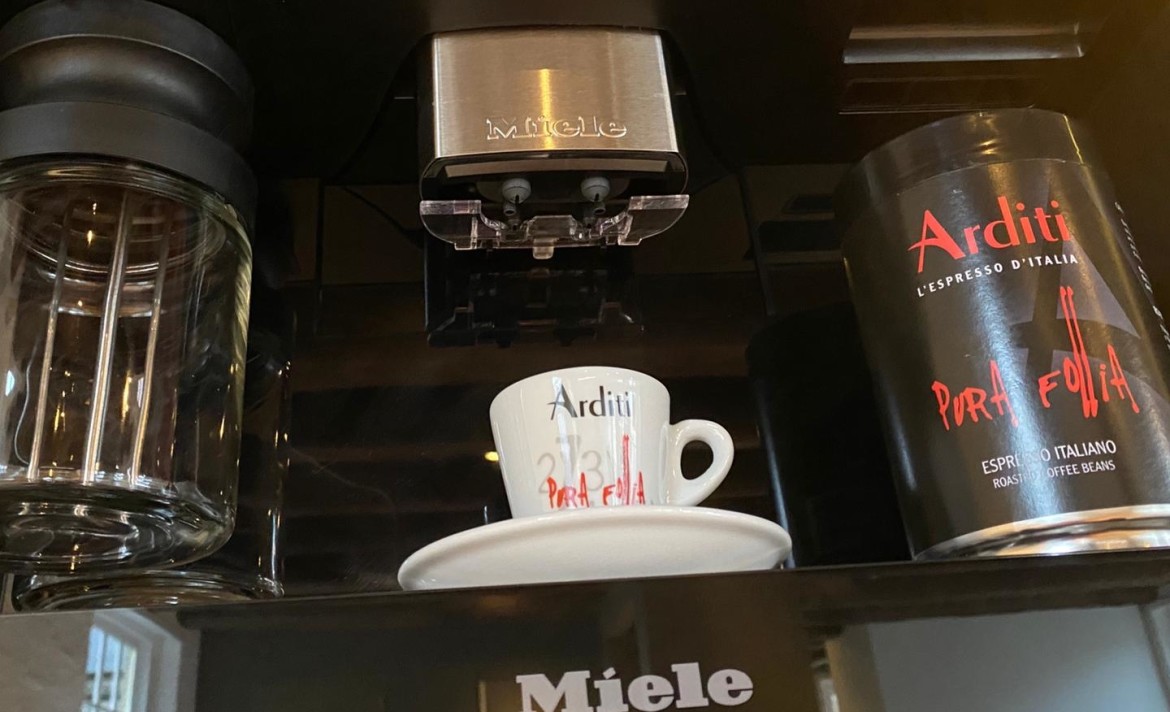 Miele
Arditi
L'ESPRESSO D'ITALIA
PURA FOLLIA
ESPRESSO ITALIANO
ROASTED COFFEE BEANS
Arditi
PURA FOLLIA
Miele